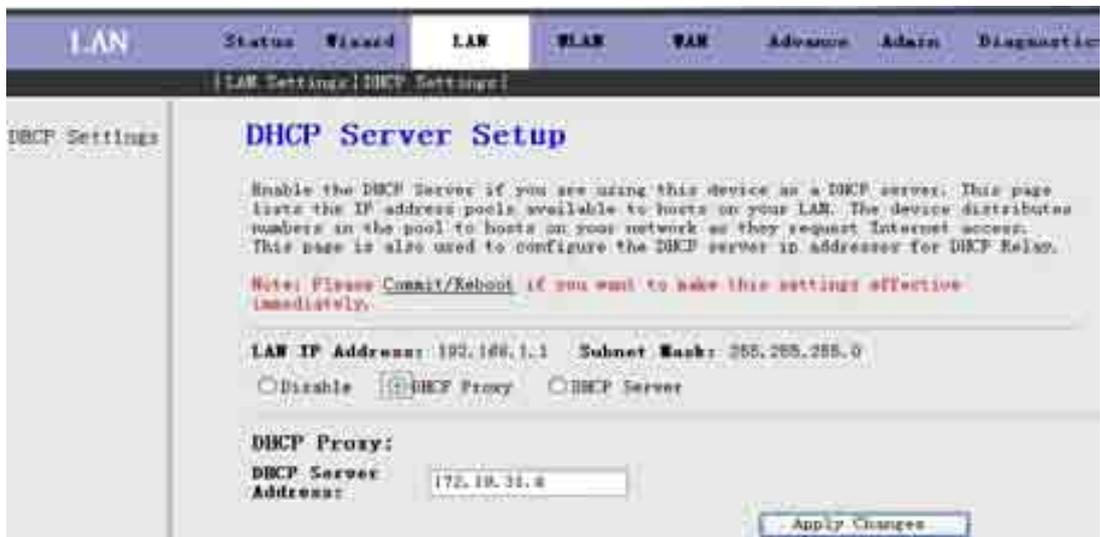 LAN
Status Wizard LAN WLAN WAN Advance Admin Diagnostic
|LAN Settings|DHCP Settings|
DHCP Settings
DHCP Server Setup
Enable the DHCP Server if you are using this device as a DHCP server. This page
lists the IP address pools available to hosts on your LAN. The device distributes
numbers in the pool to hosts on your network as they request Internet access.
This page is also used to configure the DHCP server ip addresses for DHCP Relay.
Note: Please Commit/Reboot if you want to make this settings effective
immediately.
LAN IP Address: 192.168.1.1 Subnet Mask: 255.255.255.0
Disable DHCP Proxy DHCP Server
DHCP Proxy:
DHCP Server
Address:
Apply Changes